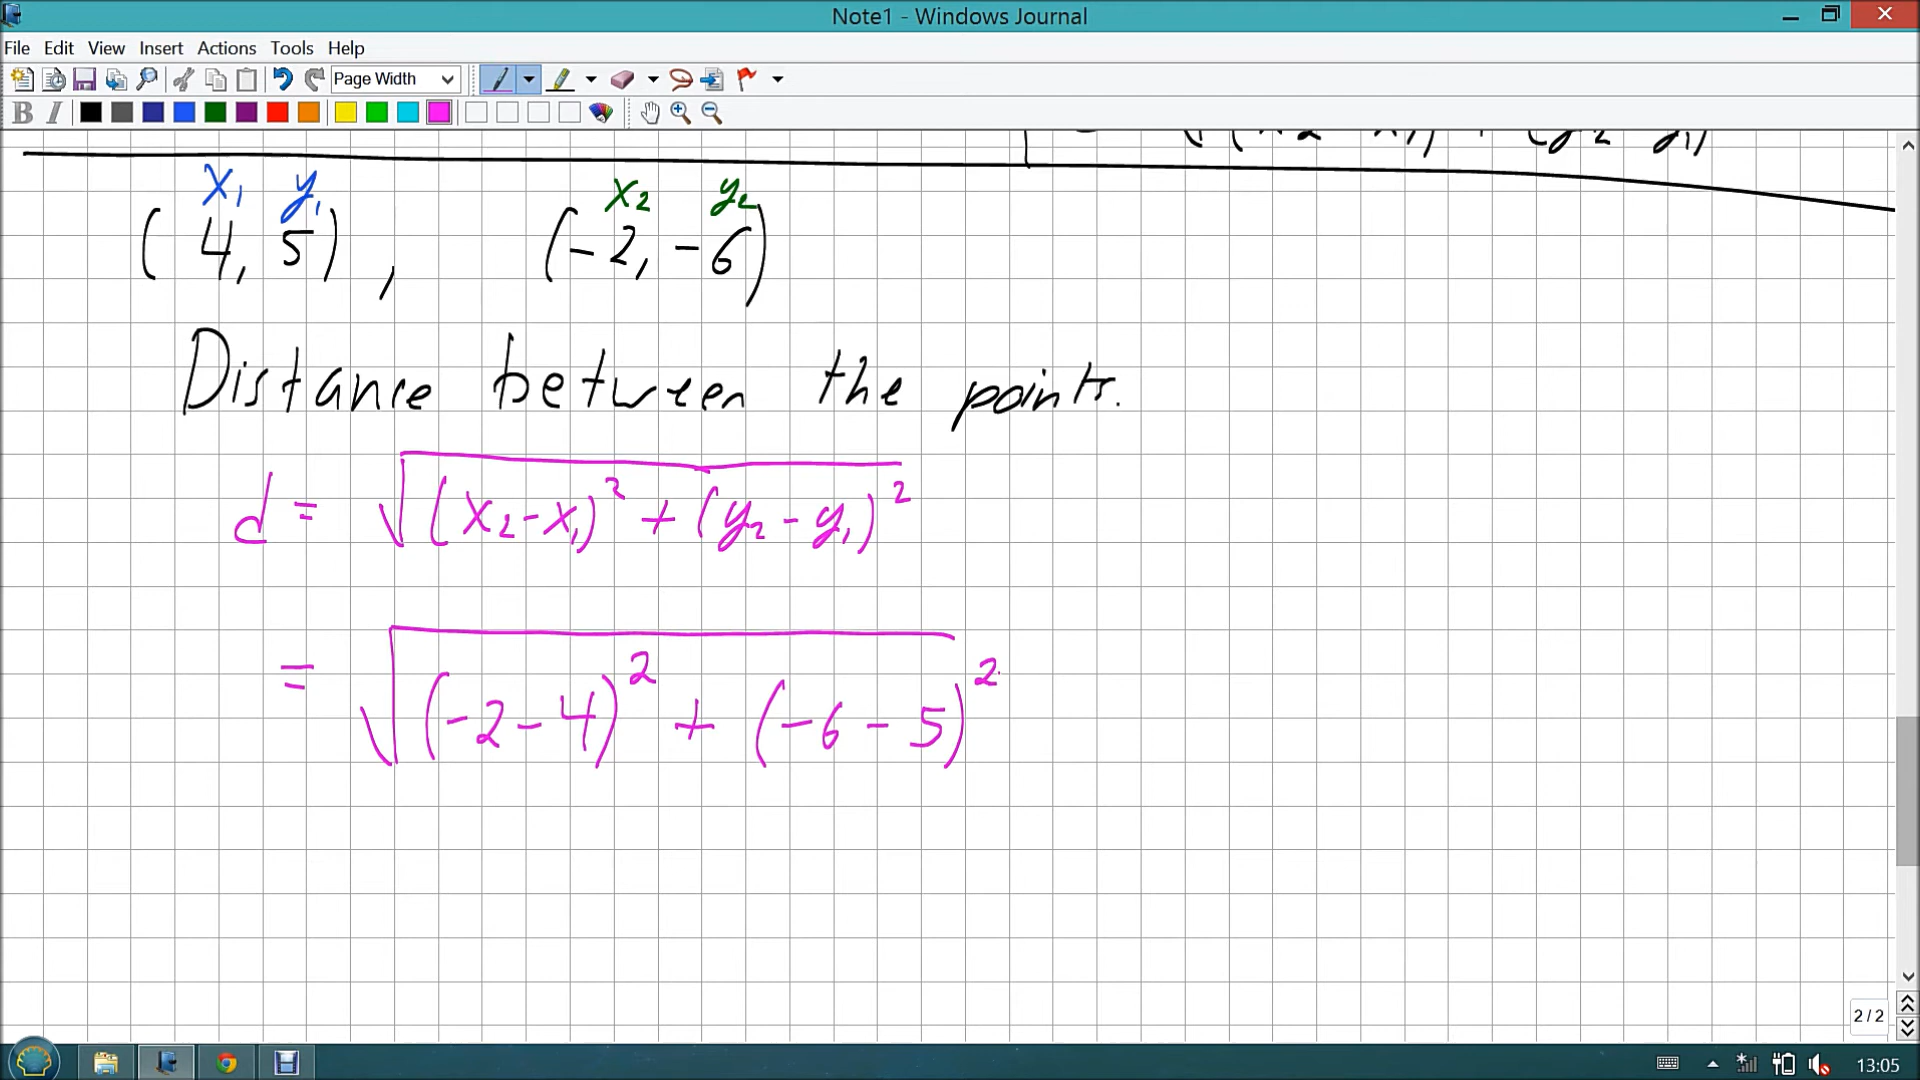 Note1 - Windows Journal
File Edit View Insert Actions Tools Help
Page Width
B I
x₁ y₁ x₂ y₂
(4, 5), (-2, -6)
Distance between the points.
d = √((x₂-x₁)² + (y₂-y₁)²)
= √((-2-4)² + (-6-5)²)
2 / 2
13:05